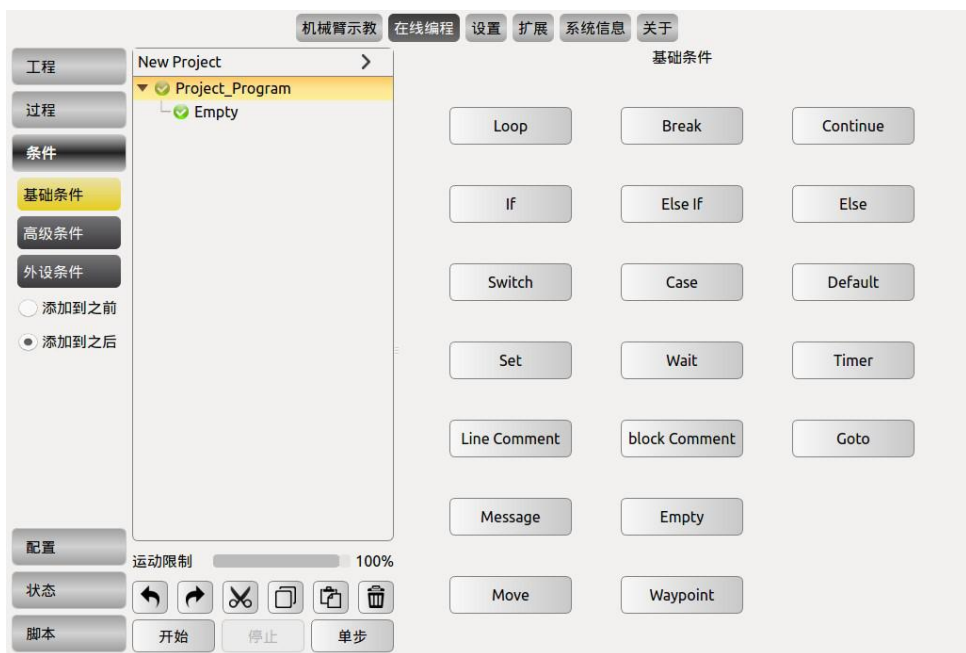 机械臂示教 在线编程 设置 扩展 系统信息 关于
工程
过程
条件
基础条件
高级条件
外设条件
添加到之前
添加到之后
配置
状态
脚本
New Project
Project_Program
Empty
运动限制 100%
开始 停止 单步
基础条件
Loop Break Continue
If Else If Else
Switch Case Default
Set Wait Timer
Line Comment block Comment Goto
Message Empty
Move Waypoint